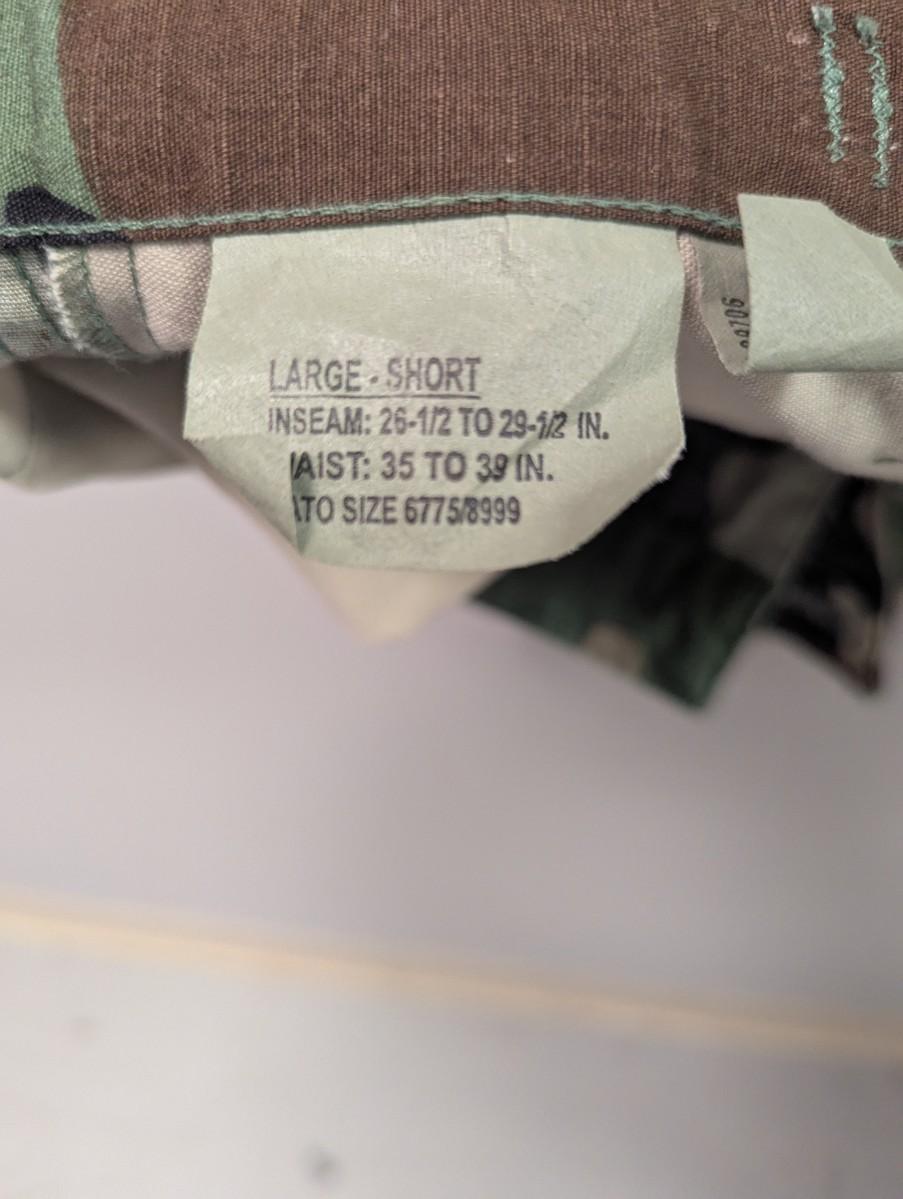 LARGE - SHORT
INSEAM: 26-1/2 TO 29-1/2 IN.
AIST: 35 TO 39 IN.
ATO SIZE 6775/8999